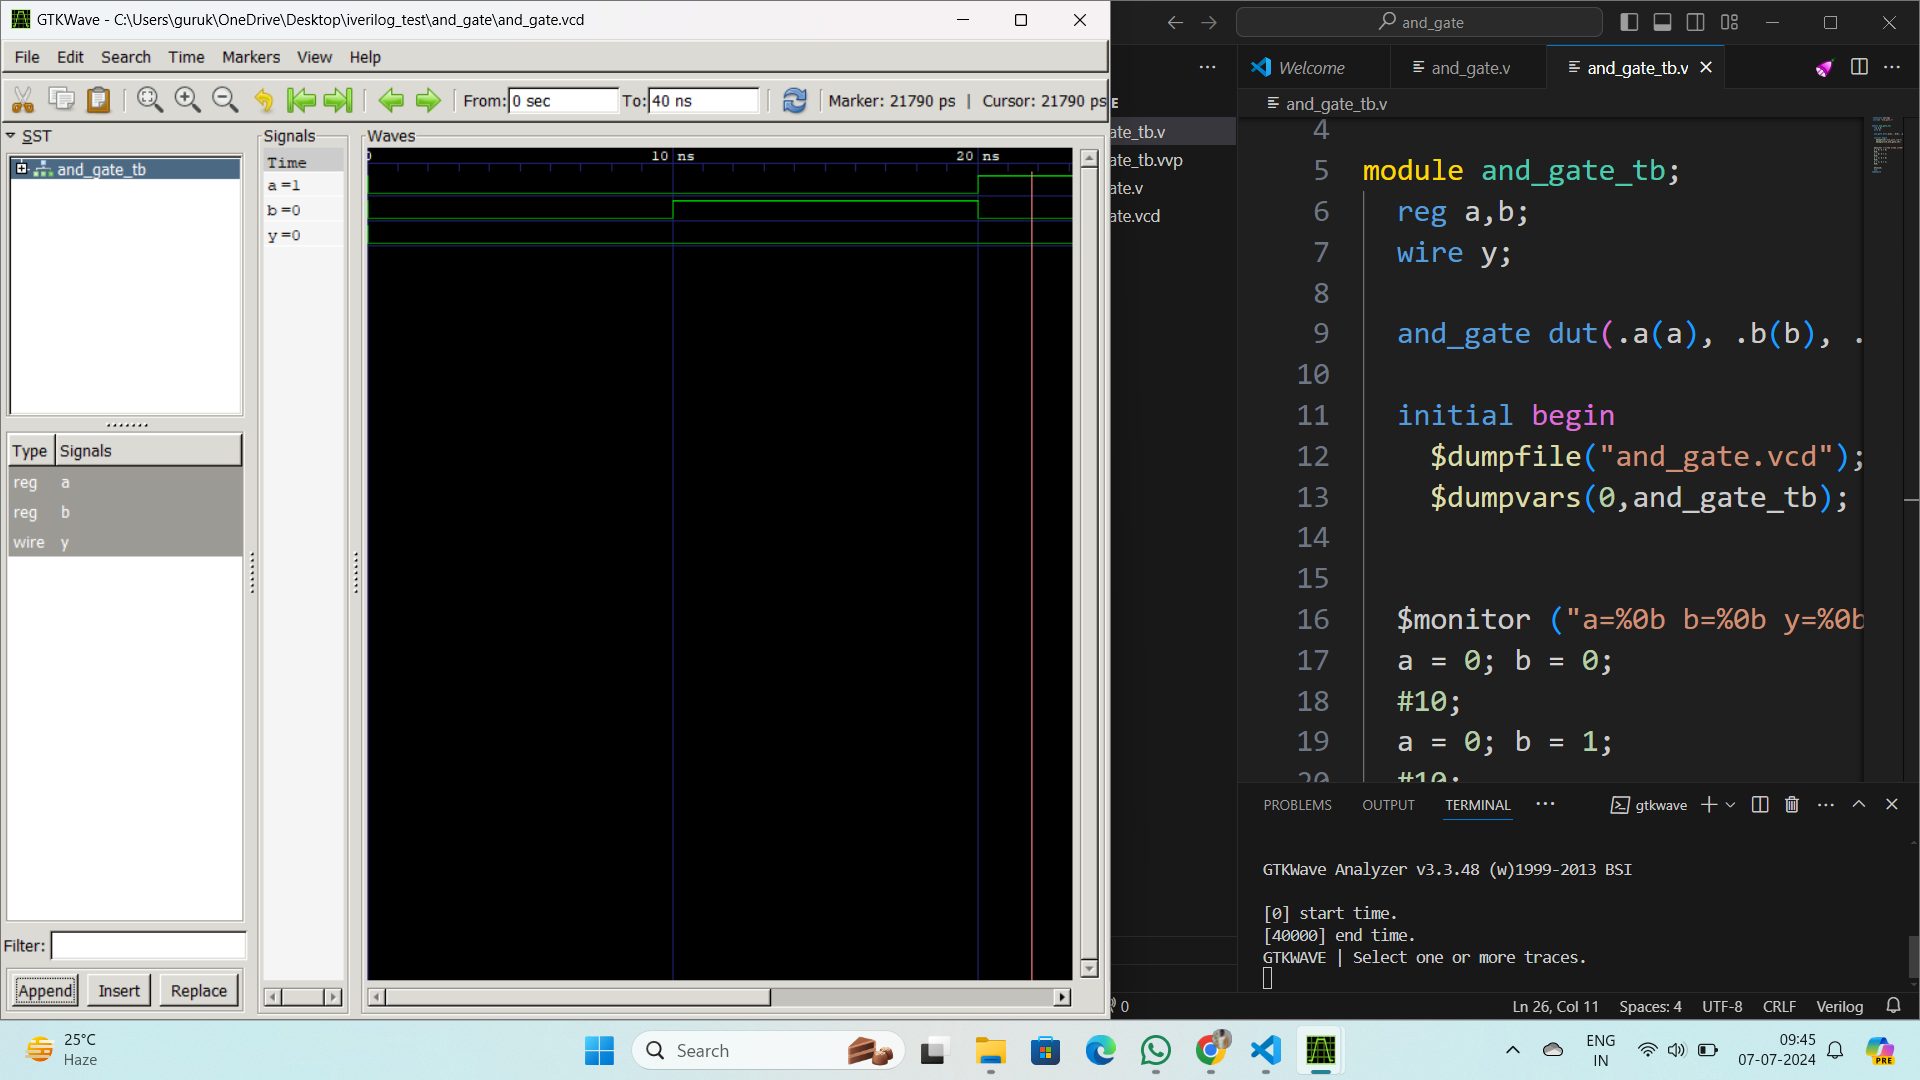 GTKWave - C:\Users\guruk\OneDrive\Desktop\iverilog_test\and_gate\and_gate.vcd
File Edit Search Time Markers View Help
From: 0 sec To: 40 ns Marker: 21790 ps | Cursor: 21790 ps
SST
and_gate_tb
Type Signals
reg a
reg b
wire y
Filter:
Append Insert Replace
Signals
Time
a =1
b =0
y =0
Waves
0 10 ns 20 ns
and_gate
Welcome and_gate.v and_gate_tb.v
and_gate_tb.v
E
ate_tb.v
ate_tb.vvp
ate.v
ate.vcd
4
5 module and_gate_tb;
6 reg a,b;
7 wire y;
8
9 and_gate dut(.a(a), .b(b), .
10
11 initial begin
12 $dumpfile("and_gate.vcd");
13 $dumpvars(0,and_gate_tb);
14
15
16 $monitor ("a=%0b b=%0b y=%0b
17 a = 0; b = 0;
18 #10;
19 a = 0; b = 1;
20 #10;
PROBLEMS OUTPUT TERMINAL gtkwave
GTKWave Analyzer v3.3.48 (w)1999-2013 BSI
[0] start time.
[40000] end time.
GTKWAVE | Select one or more traces.
0 Ln 26, Col 11 Spaces: 4 UTF-8 CRLF Verilog
25°C
Haze
Search
ENG
IN
09:45
07-07-2024
PRE